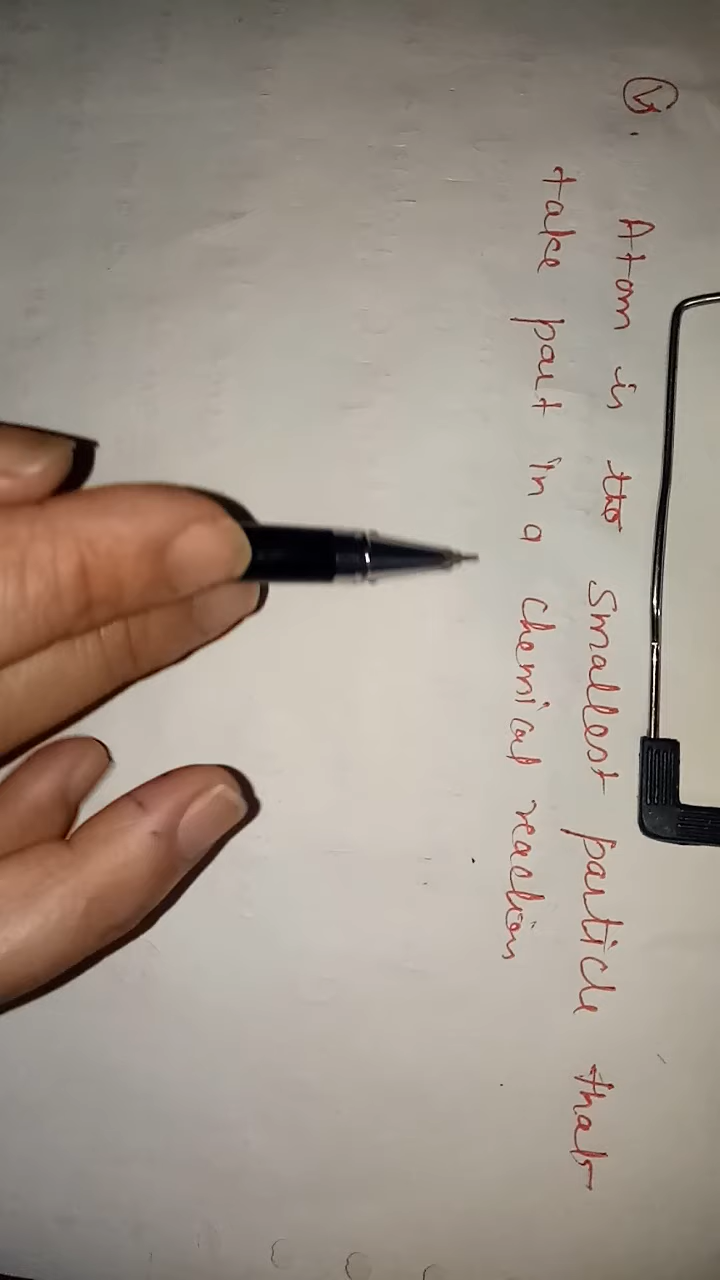 (v). Atom is the smallest particle that
take part in a chemical reaction